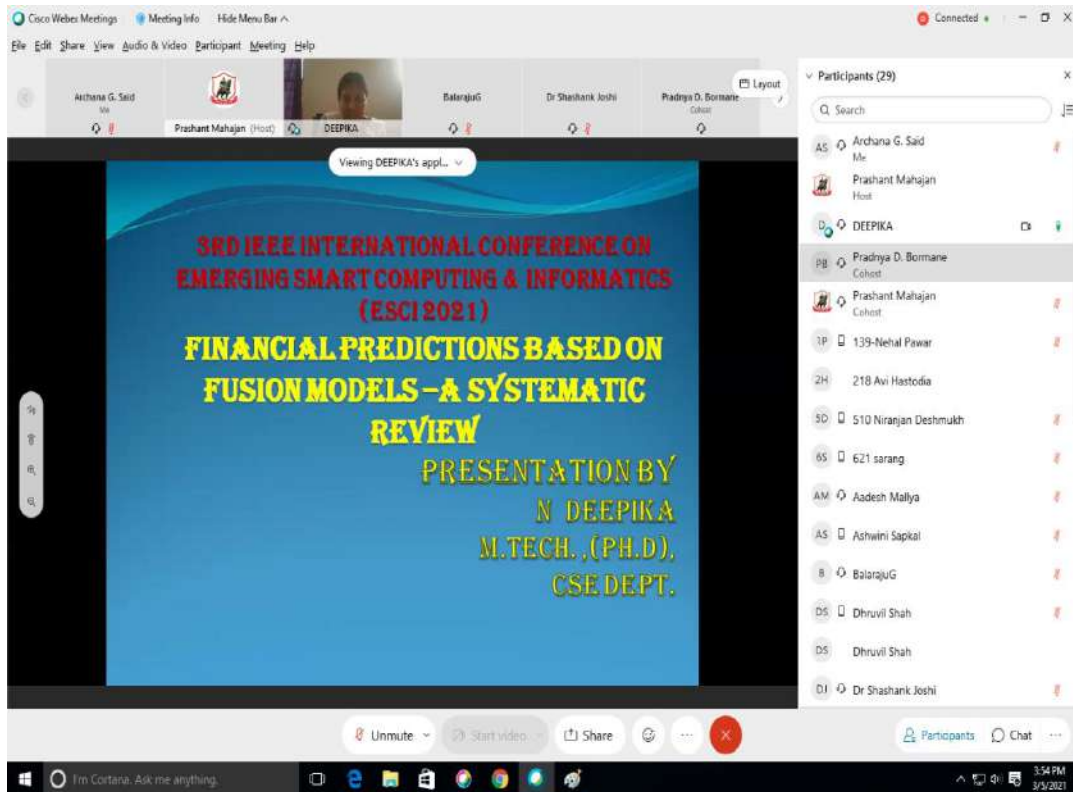 Cisco Webex Meetings Meeting Info Hide Menu Bar Connected
File Edit Share View Audio & Video Participant Meeting Help
Archana G. Said
Me
Prashant Mahajan (Host)
DEEPIKA
BalarajuG
Dr Shashank Joshi
Pradnya D. Bormane
Cohost
Layout
Viewing DEEPIKA's appl...
3RD IEEE INTERNATIONAL CONFERENCE ON
EMERGING SMART COMPUTING & INFORMATICS
(ESCI 2021)
FINANCIAL PREDICTIONS BASED ON
FUSION MODELS – A SYSTEMATIC
REVIEW
PRESENTATION BY
N DEEPIKA
M.TECH. ,(PH.D),
CSE DEPT.
Participants (29)
Search
AS Archana G. Said
Me
Prashant Mahajan
Host
D DEEPIKA
PB Pradnya D. Bormane
Cohost
Prashant Mahajan
Cohost
1P 139-Nehal Pawar
2H 218 Avi Hastodia
5D 510 Niranjan Deshmukh
6S 621 sarang
AM Aadesh Mallya
AS Ashwini Sapkal
B BalarajuG
DS Dhruvil Shah
DS Dhruvil Shah
DJ Dr Shashank Joshi
Unmute Start video Share
Participants Chat
I'm Cortana. Ask me anything.
3:54 PM
3/5/2021